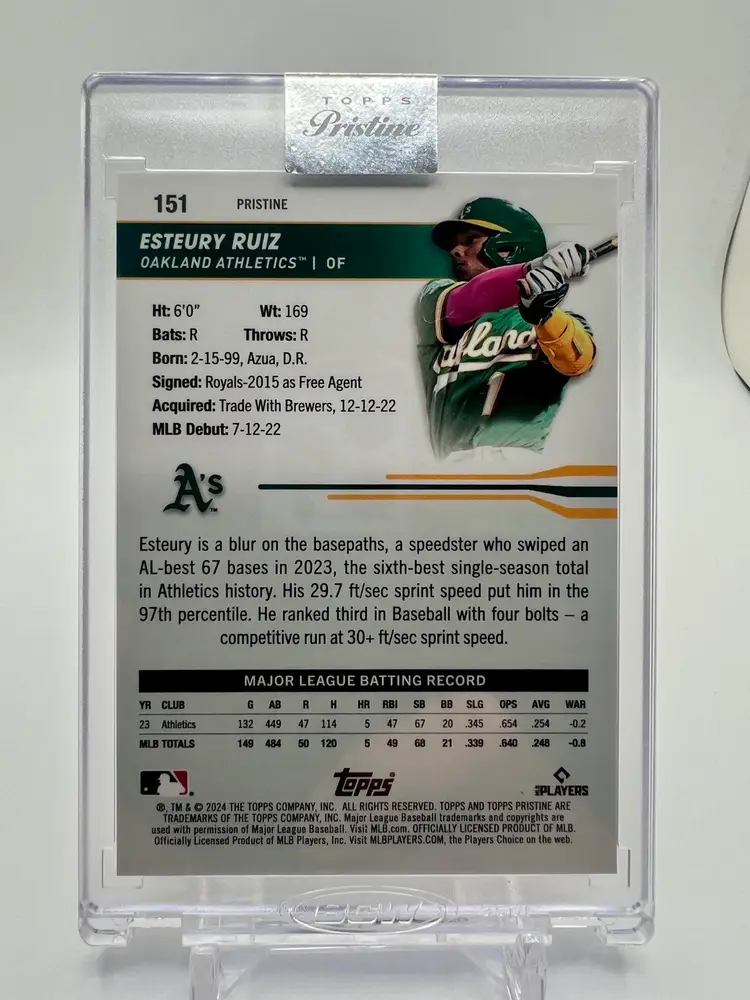 TOPPS
Pristine
151 PRISTINE
ESTEURY RUIZ
OAKLAND ATHLETICS™ | OF
Ht: 6'0" Wt: 169
Bats: R Throws: R
Born: 2-15-99, Azua, D.R.
Signed: Royals-2015 as Free Agent
Acquired: Trade With Brewers, 12-12-22
MLB Debut: 7-12-22
A's
Oakland
1
A's™
Esteury is a blur on the basepaths, a speedster who swiped an
AL-best 67 bases in 2023, the sixth-best single-season total
in Athletics history. His 29.7 ft/sec sprint speed put him in the
97th percentile. He ranked third in Baseball with four bolts – a
competitive run at 30+ ft/sec sprint speed.
MAJOR LEAGUE BATTING RECORD
YR CLUB G AB R H HR RBI SB BB SLG OPS AVG WAR
23 Athletics 132 449 47 114 5 47 67 20 .345 .654 .254 -0.2
MLB TOTALS 149 484 50 120 5 49 68 21 .339 .640 .248 -0.8
Topps
MLB PLAYERS
®, TM & © 2024 THE TOPPS COMPANY, INC. ALL RIGHTS RESERVED. TOPPS AND TOPPS PRISTINE ARE
TRADEMARKS OF THE TOPPS COMPANY, INC. Major League Baseball trademarks and copyrights are
used with permission of Major League Baseball. Visit MLB.com. OFFICIALLY LICENSED PRODUCT OF MLB.
Officially Licensed Product of MLB Players, Inc. Visit MLBPLAYERS.COM, the Players Choice on the web.
BCW